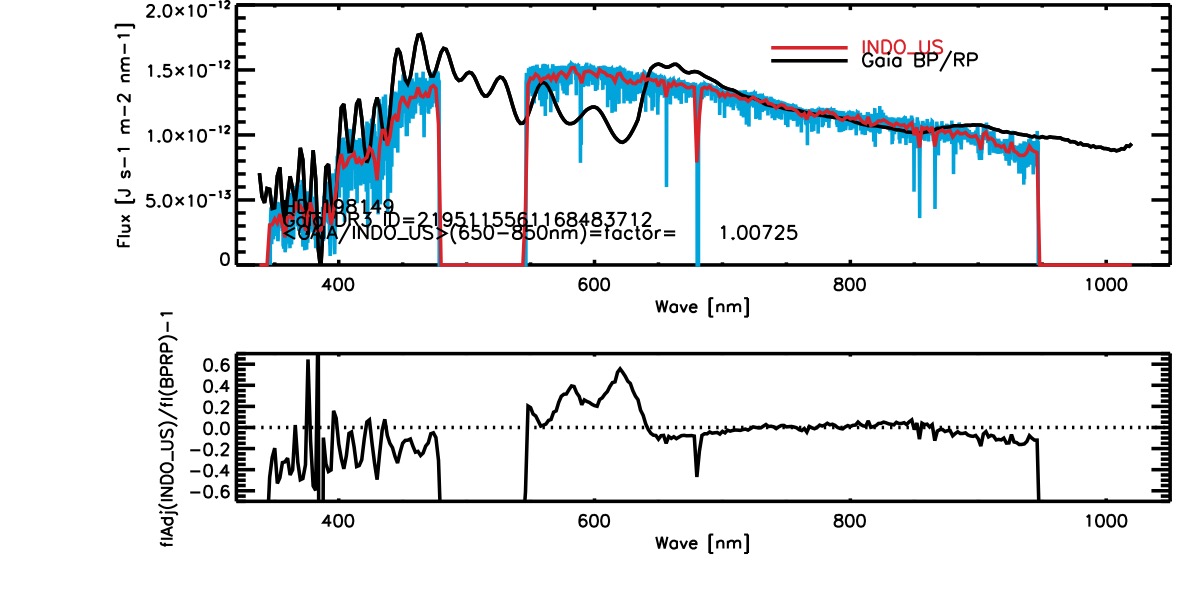 2.0×10⁻¹²
1.5×10⁻¹²
1.0×10⁻¹²
5.0×10⁻¹³
0
Flux [J s-1 m-2 nm-1]
INDO_US
Gaia BP/RP
HD 198149
Gaia DR3 ID=2195115561168483712
<GAIA/INDO_US>(650-850nm)=factor= 1.00725
400 600 800 1000
Wave [nm]
0.6
0.4
0.2
0.0
-0.2
-0.4
-0.6
flAdj(INDO_US)/fl(BPRP)-1
400 600 800 1000
Wave [nm]